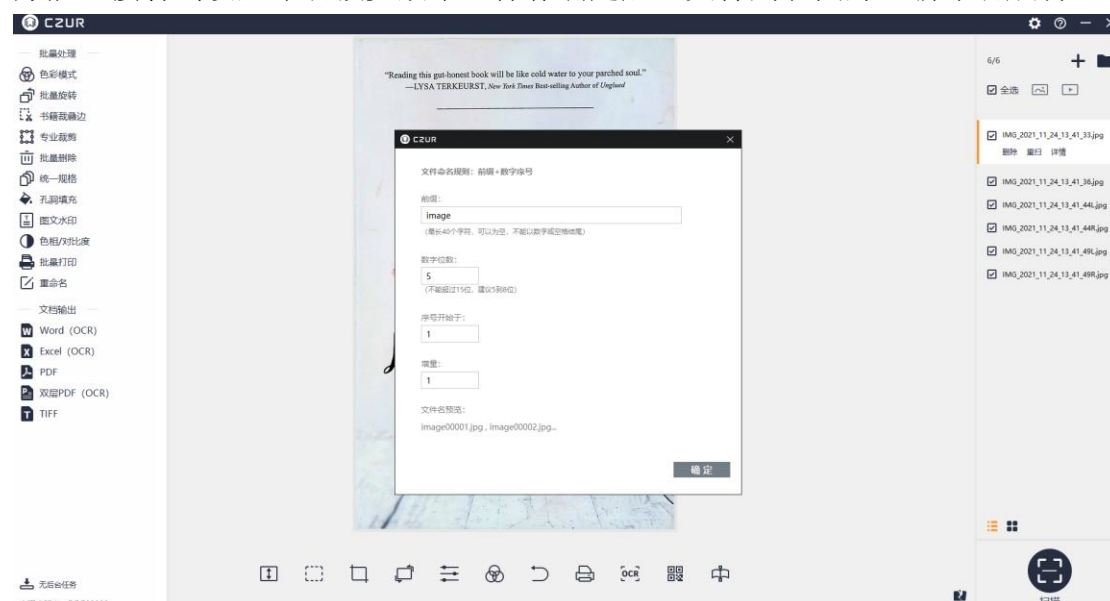 CZUR
批量处理
色彩模式
批量旋转
书籍裁藏边
专业裁剪
批量删除
统一规格
孔洞填充
图文水印
色相/对比度
批量打印
重命名
文档输出
Word (OCR)
Excel (OCR)
PDF
双层PDF (OCR)
TIFF
无后台任务
“Reading this gut-honest book will be like cold water to your parched soul.”
—LYSA TERKEURST, New York Times Best-selling Author of Unglued
CZUR
文件命名规则：前缀+数字序号
前缀：
image
(最长40个字符，可以为空，不能以数字或空格结尾)
数字位数：
5
(不能超过15位，建议5到8位)
序号开始于：
1
增量：
1
文件名预览：
image00001.jpg , image00002.jpg...
确定
OCR
6/6
全选
IMG_2021_11_24_13_41_33.jpg
删除 重扫 详情
IMG_2021_11_24_13_41_36.jpg
IMG_2021_11_24_13_41_44L.jpg
IMG_2021_11_24_13_41_44R.jpg
IMG_2021_11_24_13_41_49L.jpg
IMG_2021_11_24_13_41_49R.jpg
扫描